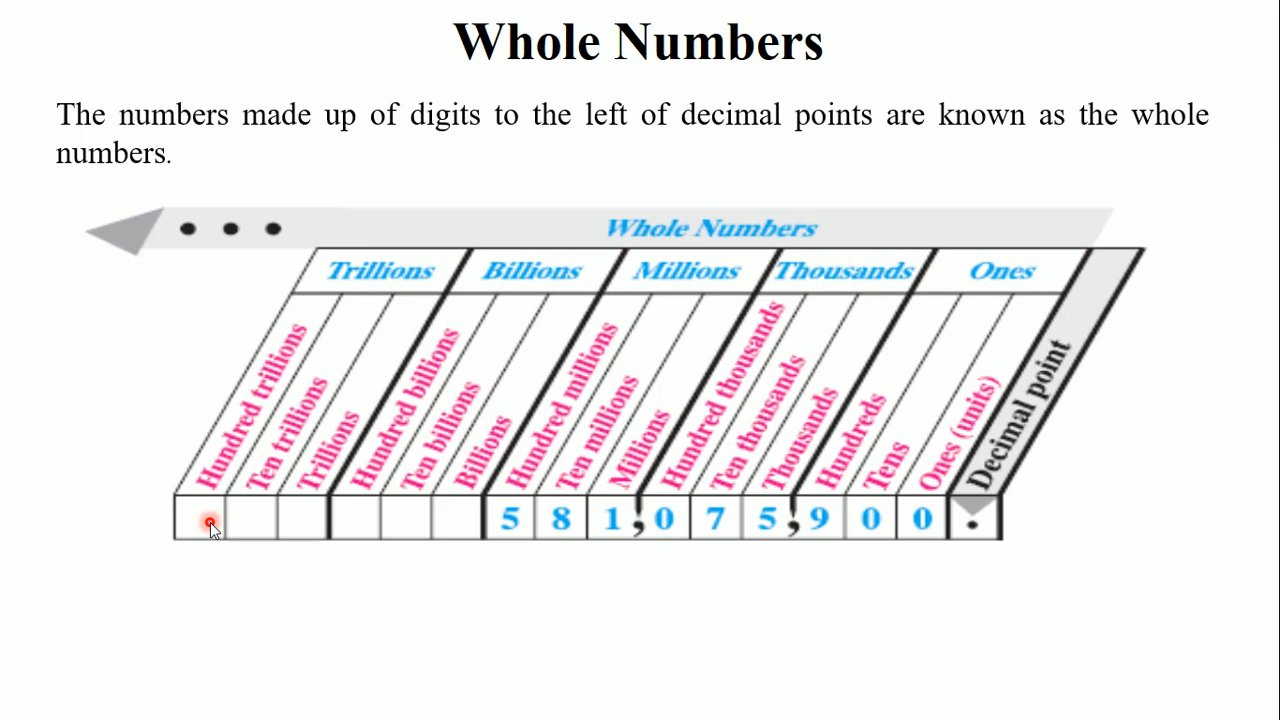 Whole Numbers
The numbers made up of digits to the left of decimal points are known as the whole
numbers.
Whole Numbers
Trillions Billions Millions Thousands Ones
Hundred trillions Ten trillions Trillions Hundred billions Ten billions Billions Hundred millions Ten millions Millions Hundred thousands Ten thousands Thousands Hundreds Tens Ones (units) Decimal point
5 8 1 , 0 7 5 , 9 0 0 .